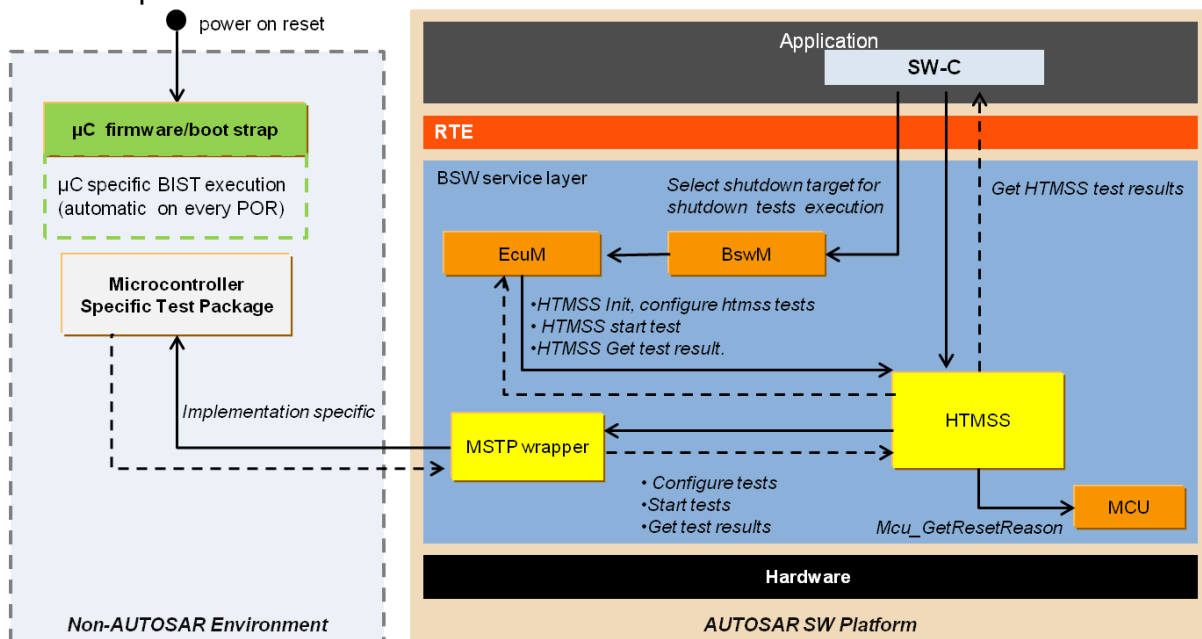 power on reset
µC firmware/boot strap
µC specific BIST execution
(automatic on every POR)
Microcontroller
Specific Test Package
Implementation specific
Non-AUTOSAR Environment
Application
SW-C
RTE
BSW service layer
Select shutdown target for
shutdown tests execution
Get HTMSS test results
EcuM
BswM
•HTMSS Init, configure htmss tests
• HTMSS start test
•HTMSS Get test result.
HTMSS
MSTP wrapper
• Configure tests
•Start tests
•Get test results
Mcu_GetResetReason
MCU
Hardware
AUTOSAR SW Platform